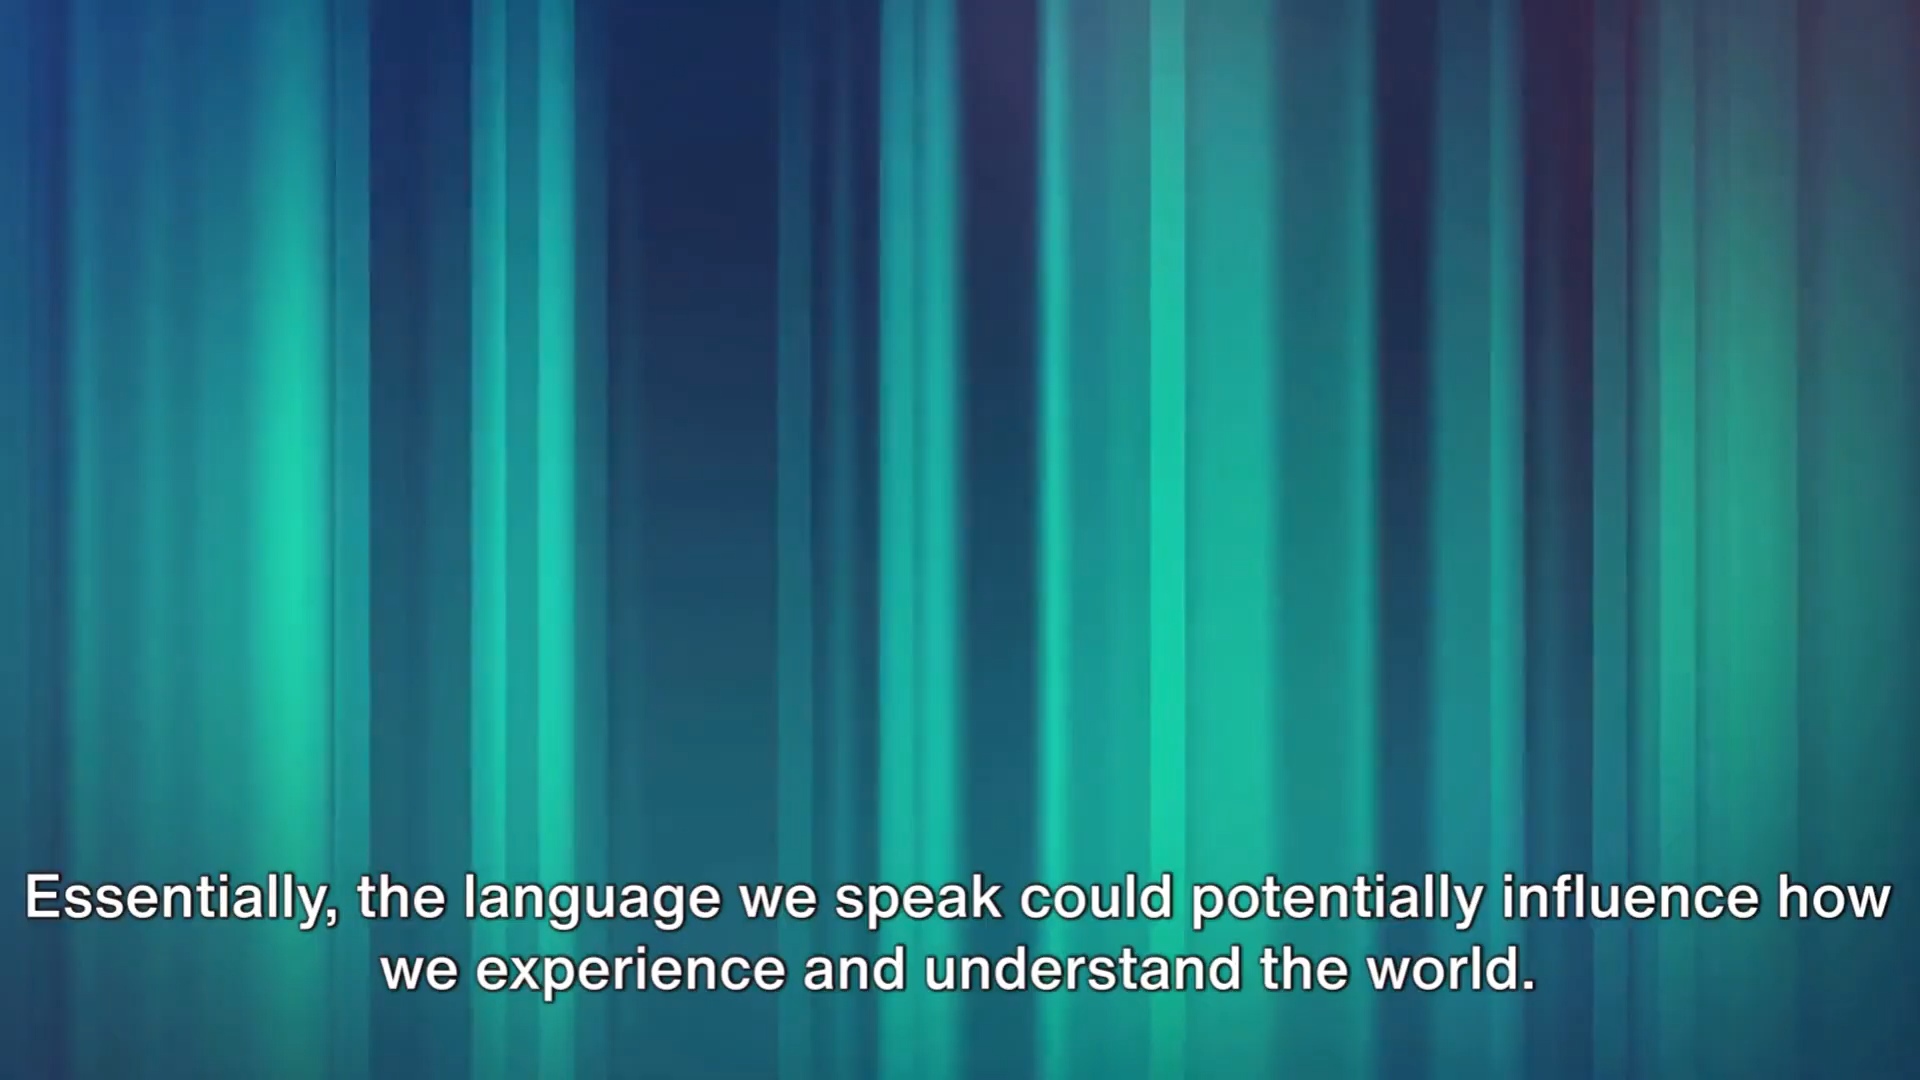 Essentially, the language we speak could potentially influence how
we experience and understand the world.